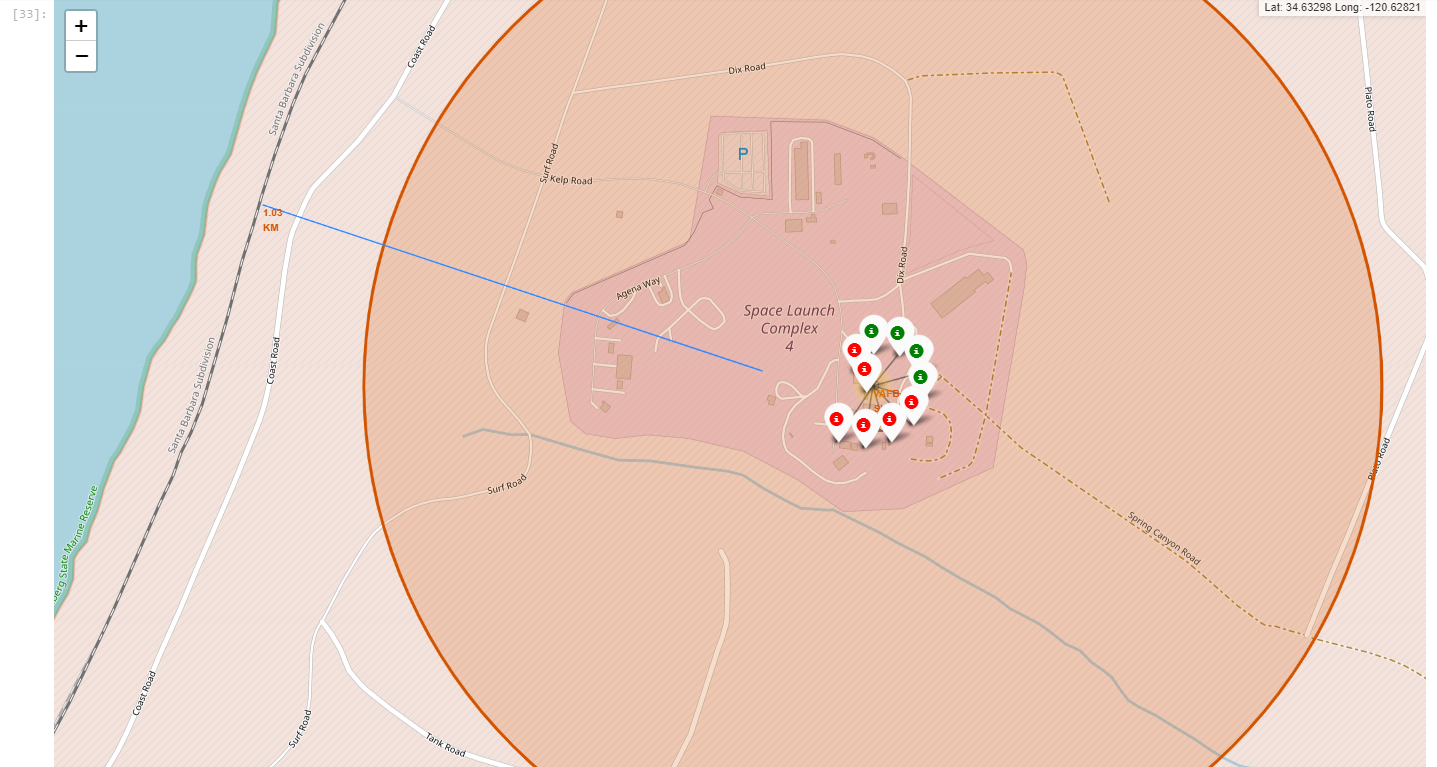 [33]:
Lat: 34.63298 Long: -120.62821
+
−
Santa Barbara Subdivision
Coast Road
Dix Road
Plato Road
P
Surf Road
Kelp Road
1.03
KM
Dix Road
Agena Way
Space Launch
Complex
4
Santa Barbara Subdivision
Coast Road
Plato Road
Surf Road
berg State Marine Reserve
Spring Canyon Road
Coast Road
Surf Road
Tank Road